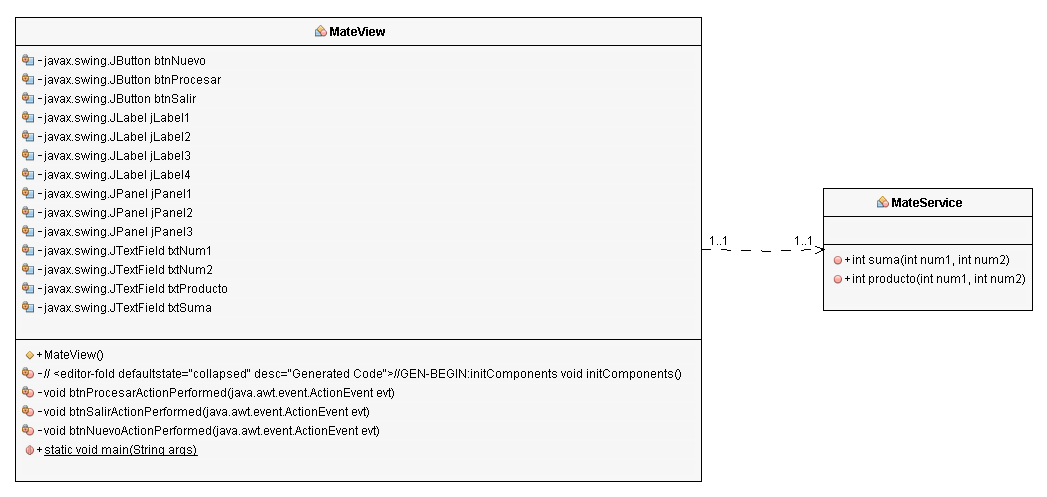 MateView
-javax.swing.JButton btnNuevo
-javax.swing.JButton btnProcesar
-javax.swing.JButton btnSalir
-javax.swing.JLabel jLabel1
-javax.swing.JLabel jLabel2
-javax.swing.JLabel jLabel3
-javax.swing.JLabel jLabel4
-javax.swing.JPanel jPanel1
-javax.swing.JPanel jPanel2
-javax.swing.JPanel jPanel3
-javax.swing.JTextField txtNum1
-javax.swing.JTextField txtNum2
-javax.swing.JTextField txtProducto
-javax.swing.JTextField txtSuma
+MateView()
-// <editor-fold defaultstate="collapsed" desc="Generated Code">//GEN-BEGIN:initComponents void initComponents()
-void btnProcesarActionPerformed(java.awt.event.ActionEvent evt)
-void btnSalirActionPerformed(java.awt.event.ActionEvent evt)
-void btnNuevoActionPerformed(java.awt.event.ActionEvent evt)
+static void main(String args)
1..1
1..1
MateService
+int suma(int num1, int num2)
+int producto(int num1, int num2)